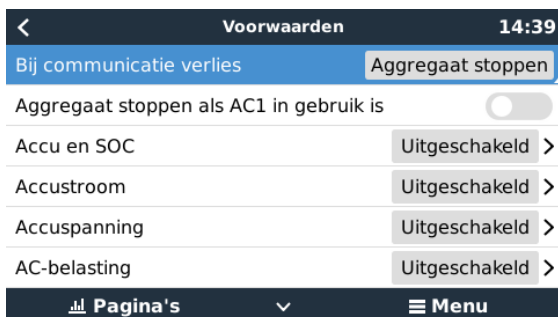 Voorwaarden 14:39
Bij communicatie verlies Aggregaat stoppen
Aggregaat stoppen als AC1 in gebruik is
Accu en SOC Uitgeschakeld
Accustroom Uitgeschakeld
Accuspanning Uitgeschakeld
AC-belasting Uitgeschakeld
Pagina's Menu